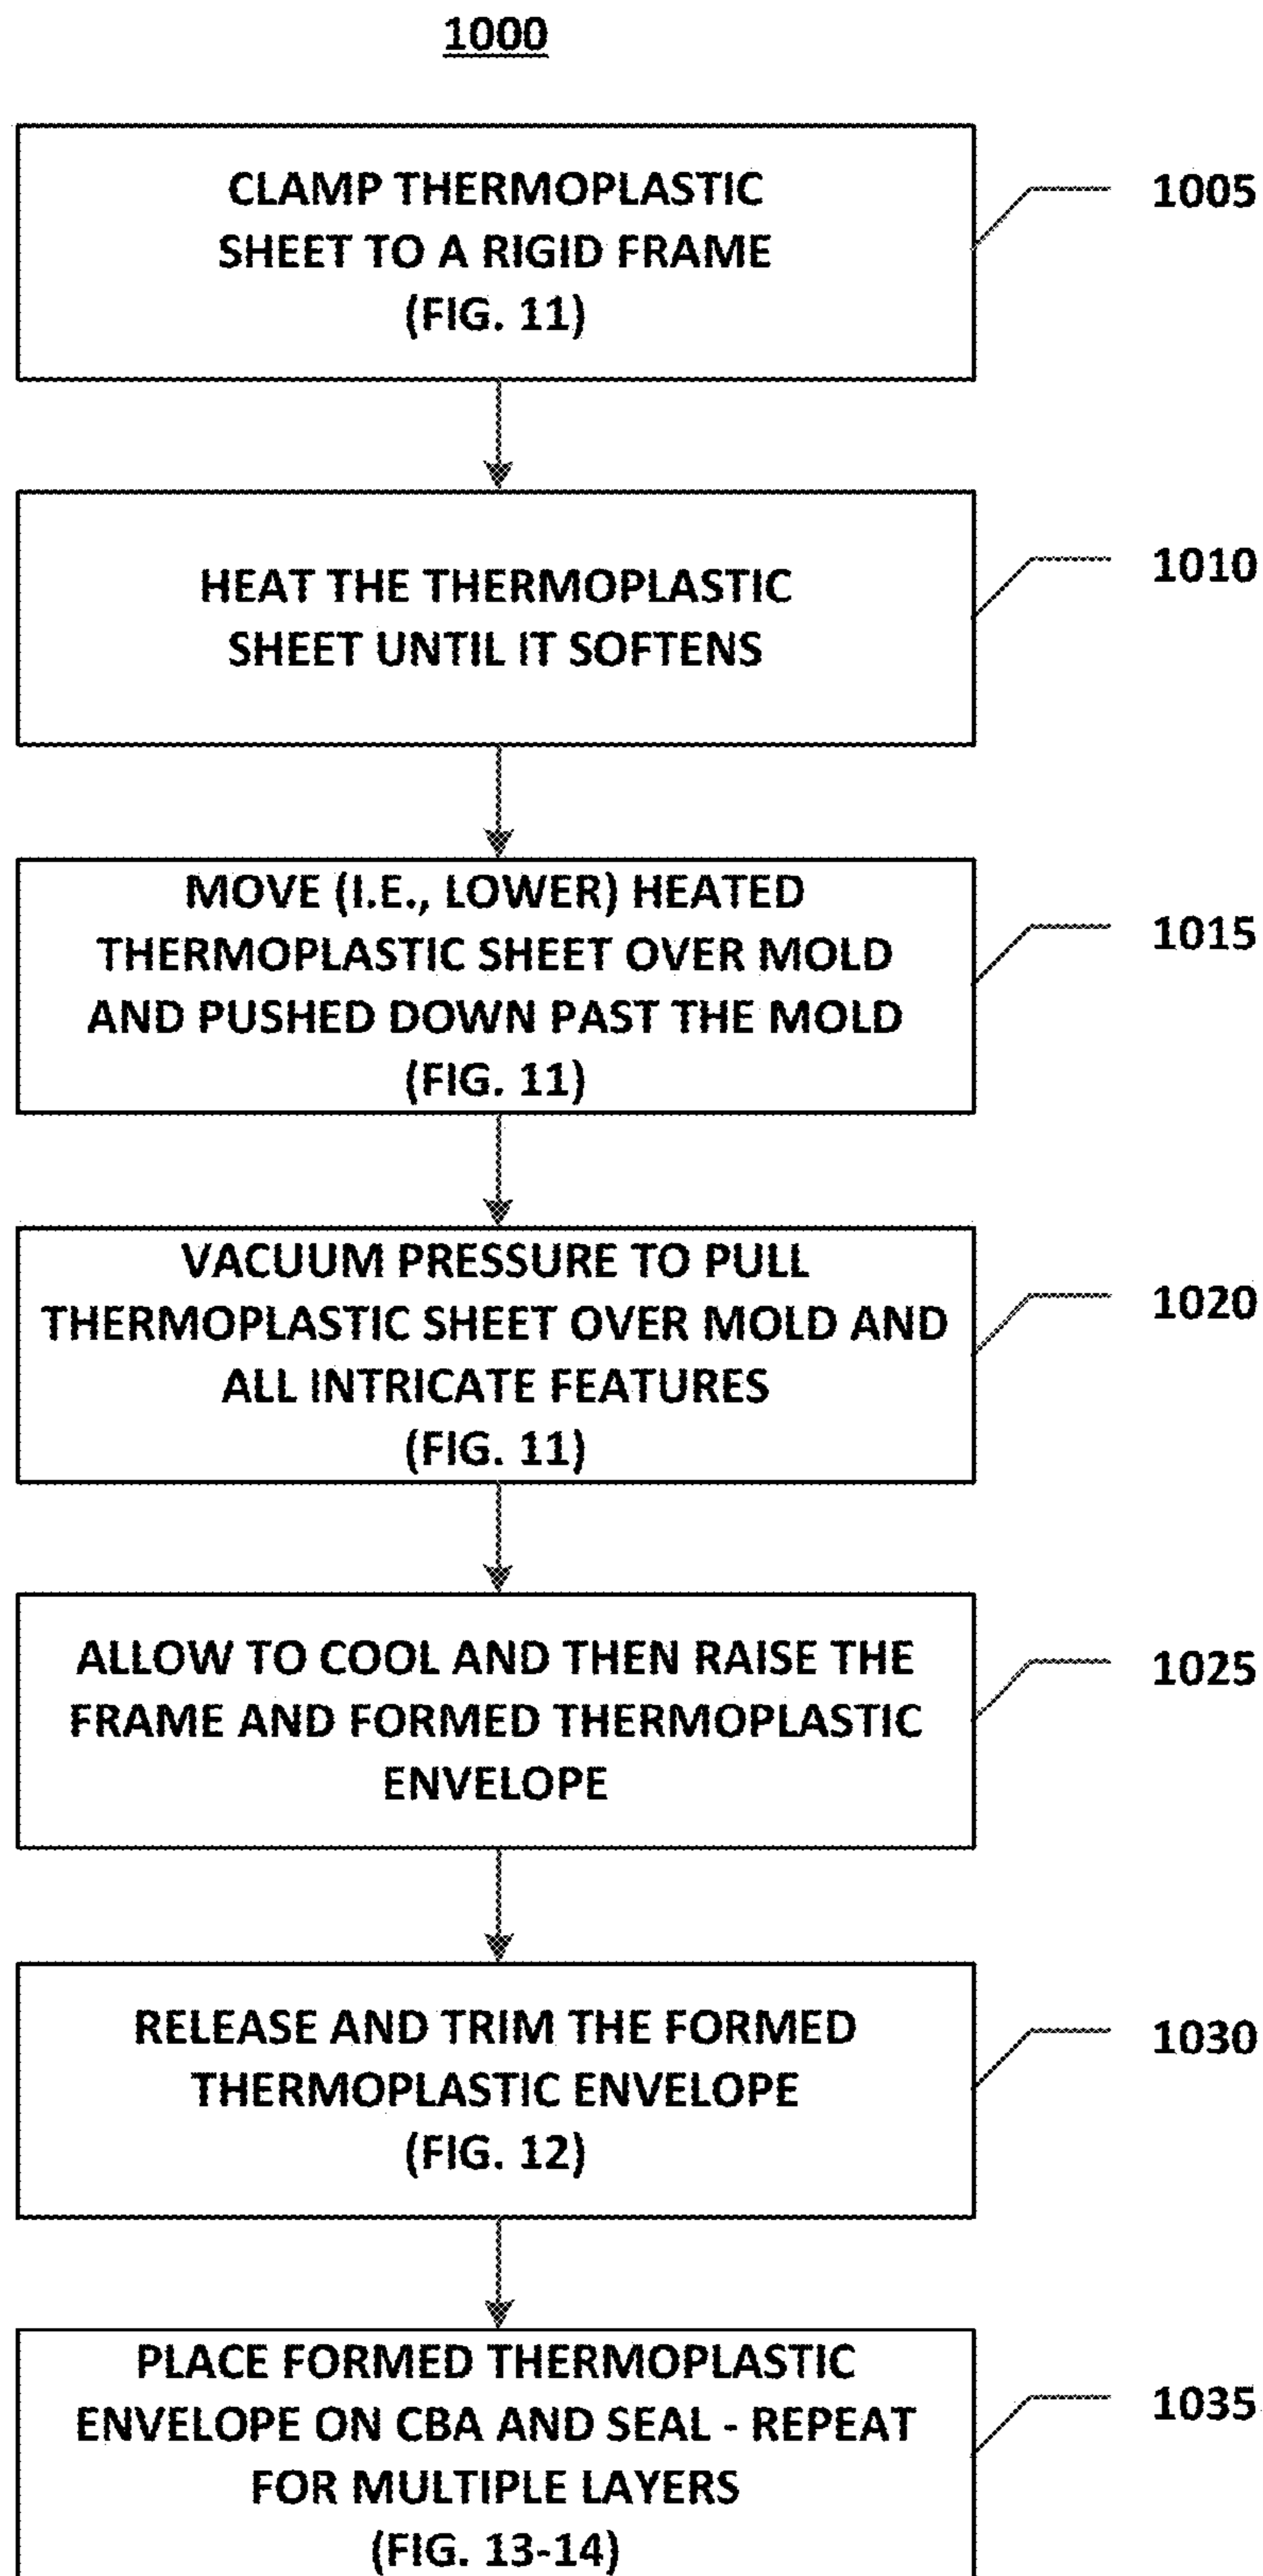 1000
CLAMP THERMOPLASTIC
SHEET TO A RIGID FRAME
(FIG. 11)
1005
HEAT THE THERMOPLASTIC
SHEET UNTIL IT SOFTENS
1010
MOVE (I.E., LOWER) HEATED
THERMOPLASTIC SHEET OVER MOLD
AND PUSHED DOWN PAST THE MOLD
(FIG. 11)
1015
VACUUM PRESSURE TO PULL
THERMOPLASTIC SHEET OVER MOLD AND
ALL INTRICATE FEATURES
(FIG. 11)
1020
ALLOW TO COOL AND THEN RAISE THE
FRAME AND FORMED THERMOPLASTIC
ENVELOPE
1025
RELEASE AND TRIM THE FORMED
THERMOPLASTIC ENVELOPE
(FIG. 12)
1030
PLACE FORMED THERMOPLASTIC
ENVELOPE ON CBA AND SEAL - REPEAT
FOR MULTIPLE LAYERS
(FIG. 13-14)
1035